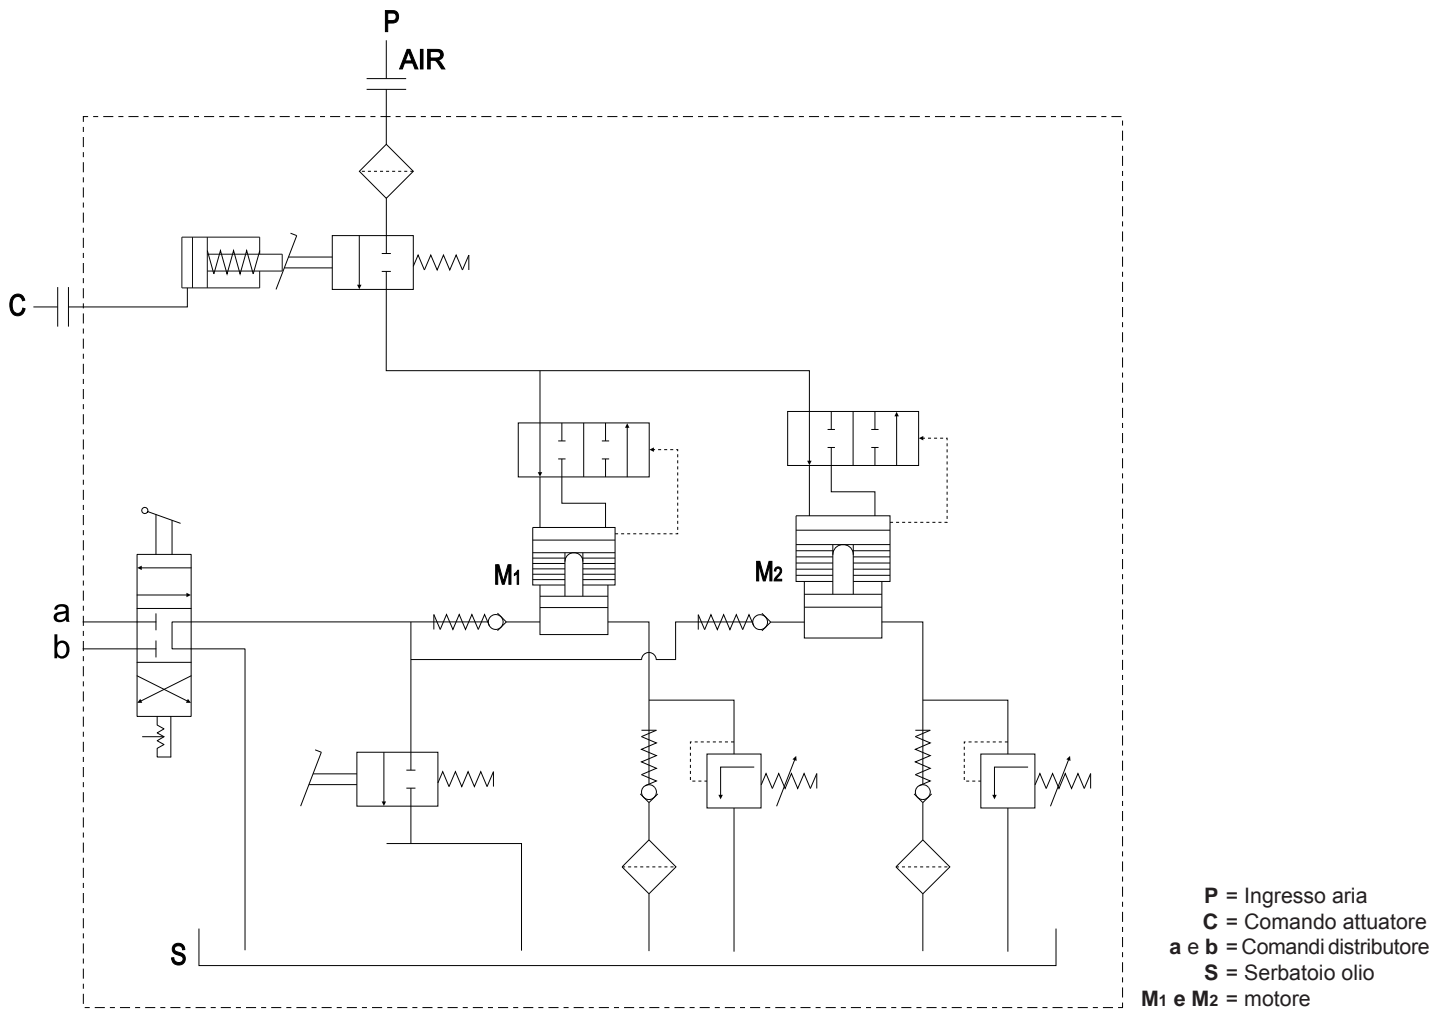 P
AIR
C
M1
M2
a
b
S
P = Ingresso aria
C = Comando attuatore
a e b = Comandi distributore
S = Serbatoio olio
M1 e M2 = motore